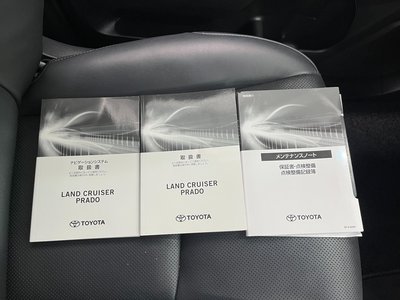 ナビゲーションシステム
取扱書
LAND CRUISER
PRADO
TOYOTA
取扱書
LAND CRUISER
PRADO
TOYOTA
メンテナンスノート
保証書・点検整備
点検整備記録簿
TOYOTA